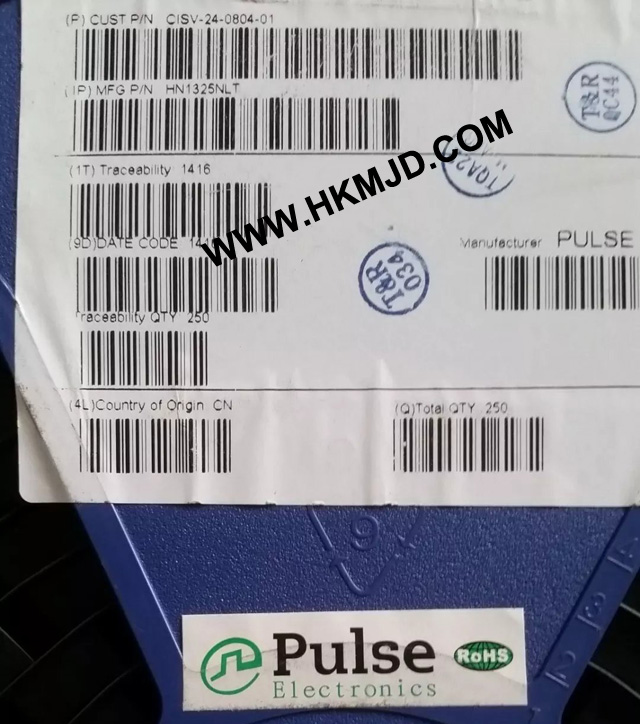 (P) CUST P/N CISV-24-0804-01
(1P) MFG P/N HN1325NLT
T&R
QC44
(1T) Traceability 1416
WWW.HKMJD.COM
(9D)DATE CODE
Manufacturer PULSE
T&R
034
Traceability QTY 250
(4L)Country of Origin CN
(Q)Total QTY 250
9
Pulse
Electronics
RoHS